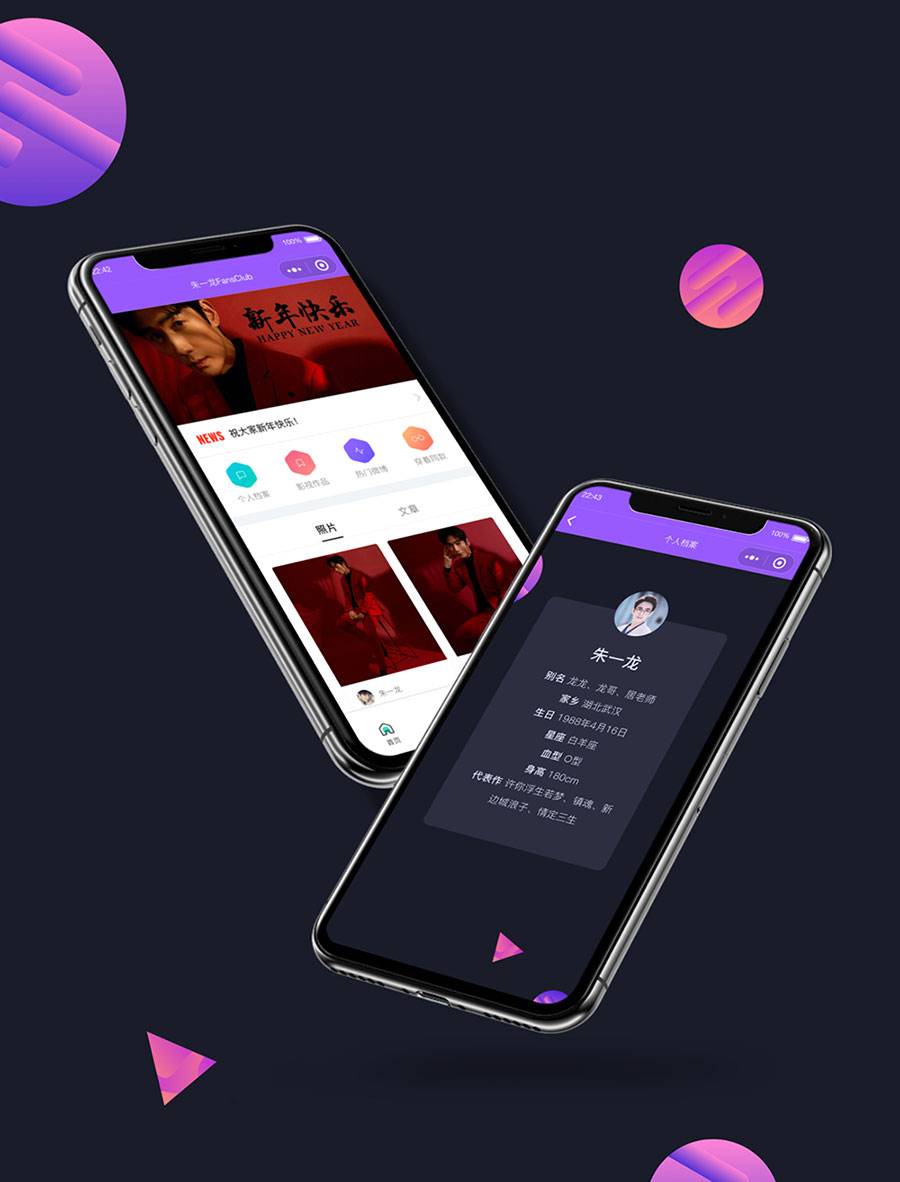 22:42
100%
朱一龙FansClub
新年快乐
HAPPY NEW YEAR
NEWS 祝大家新年快乐!
个人档案
影视作品
热门微博
穿着同款
照片
文章
朱一龙
首页
22:43
100%
个人档案
朱一龙
别名 龙龙、龙哥、居老师
家乡 湖北武汉
生日 1988年4月16日
星座 白羊座
血型 O型
身高 180cm
代表作 许你浮生若梦、镇魂、新
边城浪子、情定三生